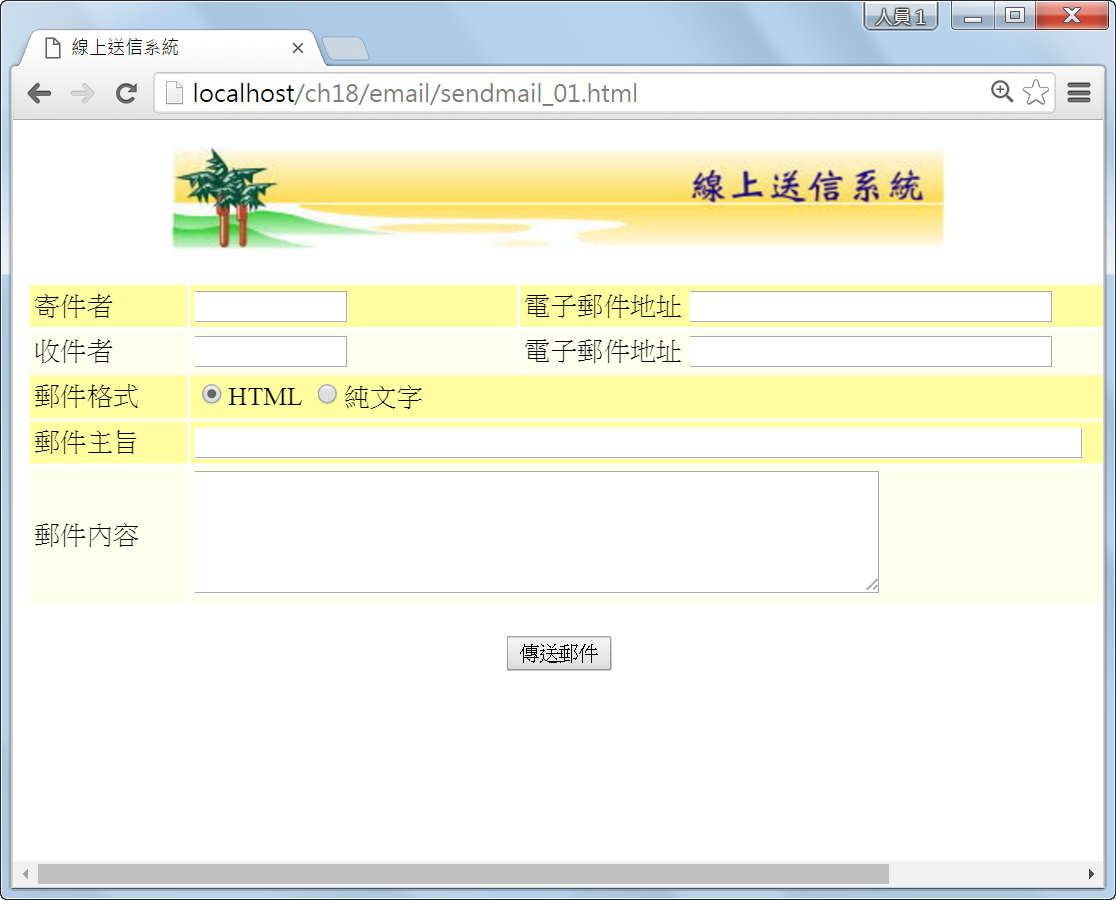 人員 1
線上送信系統
localhost/ch18/email/sendmail_01.html
線上送信系統
寄件者 電子郵件地址
收件者 電子郵件地址
郵件格式 HTML 純文字
郵件主旨
郵件內容
傳送郵件